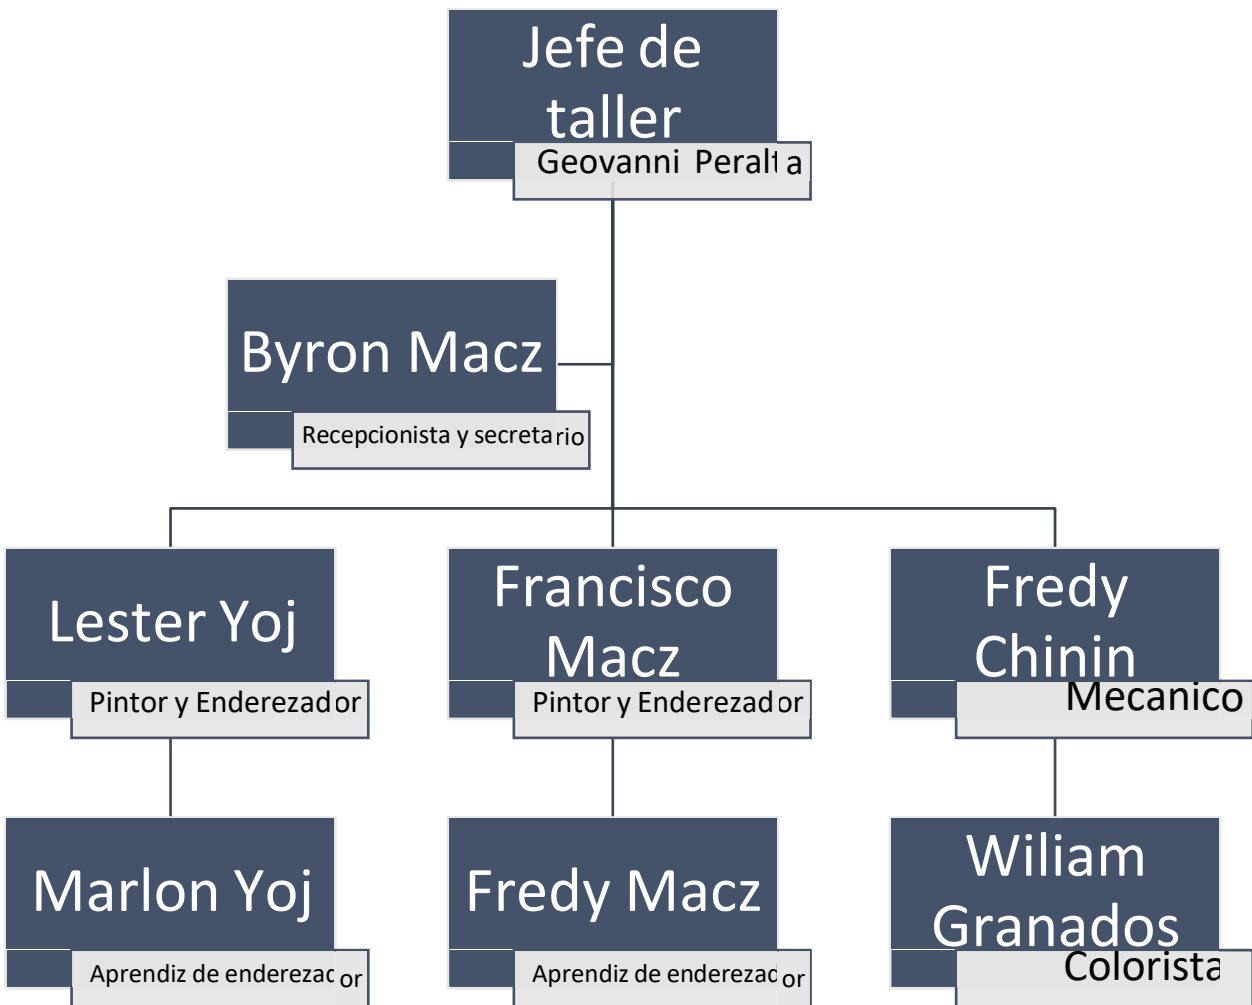 Jefe de
taller
Geovanni Peralta
Byron Macz
Recepcionista y secretario
Lester Yoj
Pintor y Enderezador
Francisco
Macz
Pintor y Enderezador
Fredy
Chinin
Mecanico
Marlon Yoj
Aprendiz de enderezador
Fredy Macz
Aprendiz de enderezador
Wiliam
Granados
Colorista